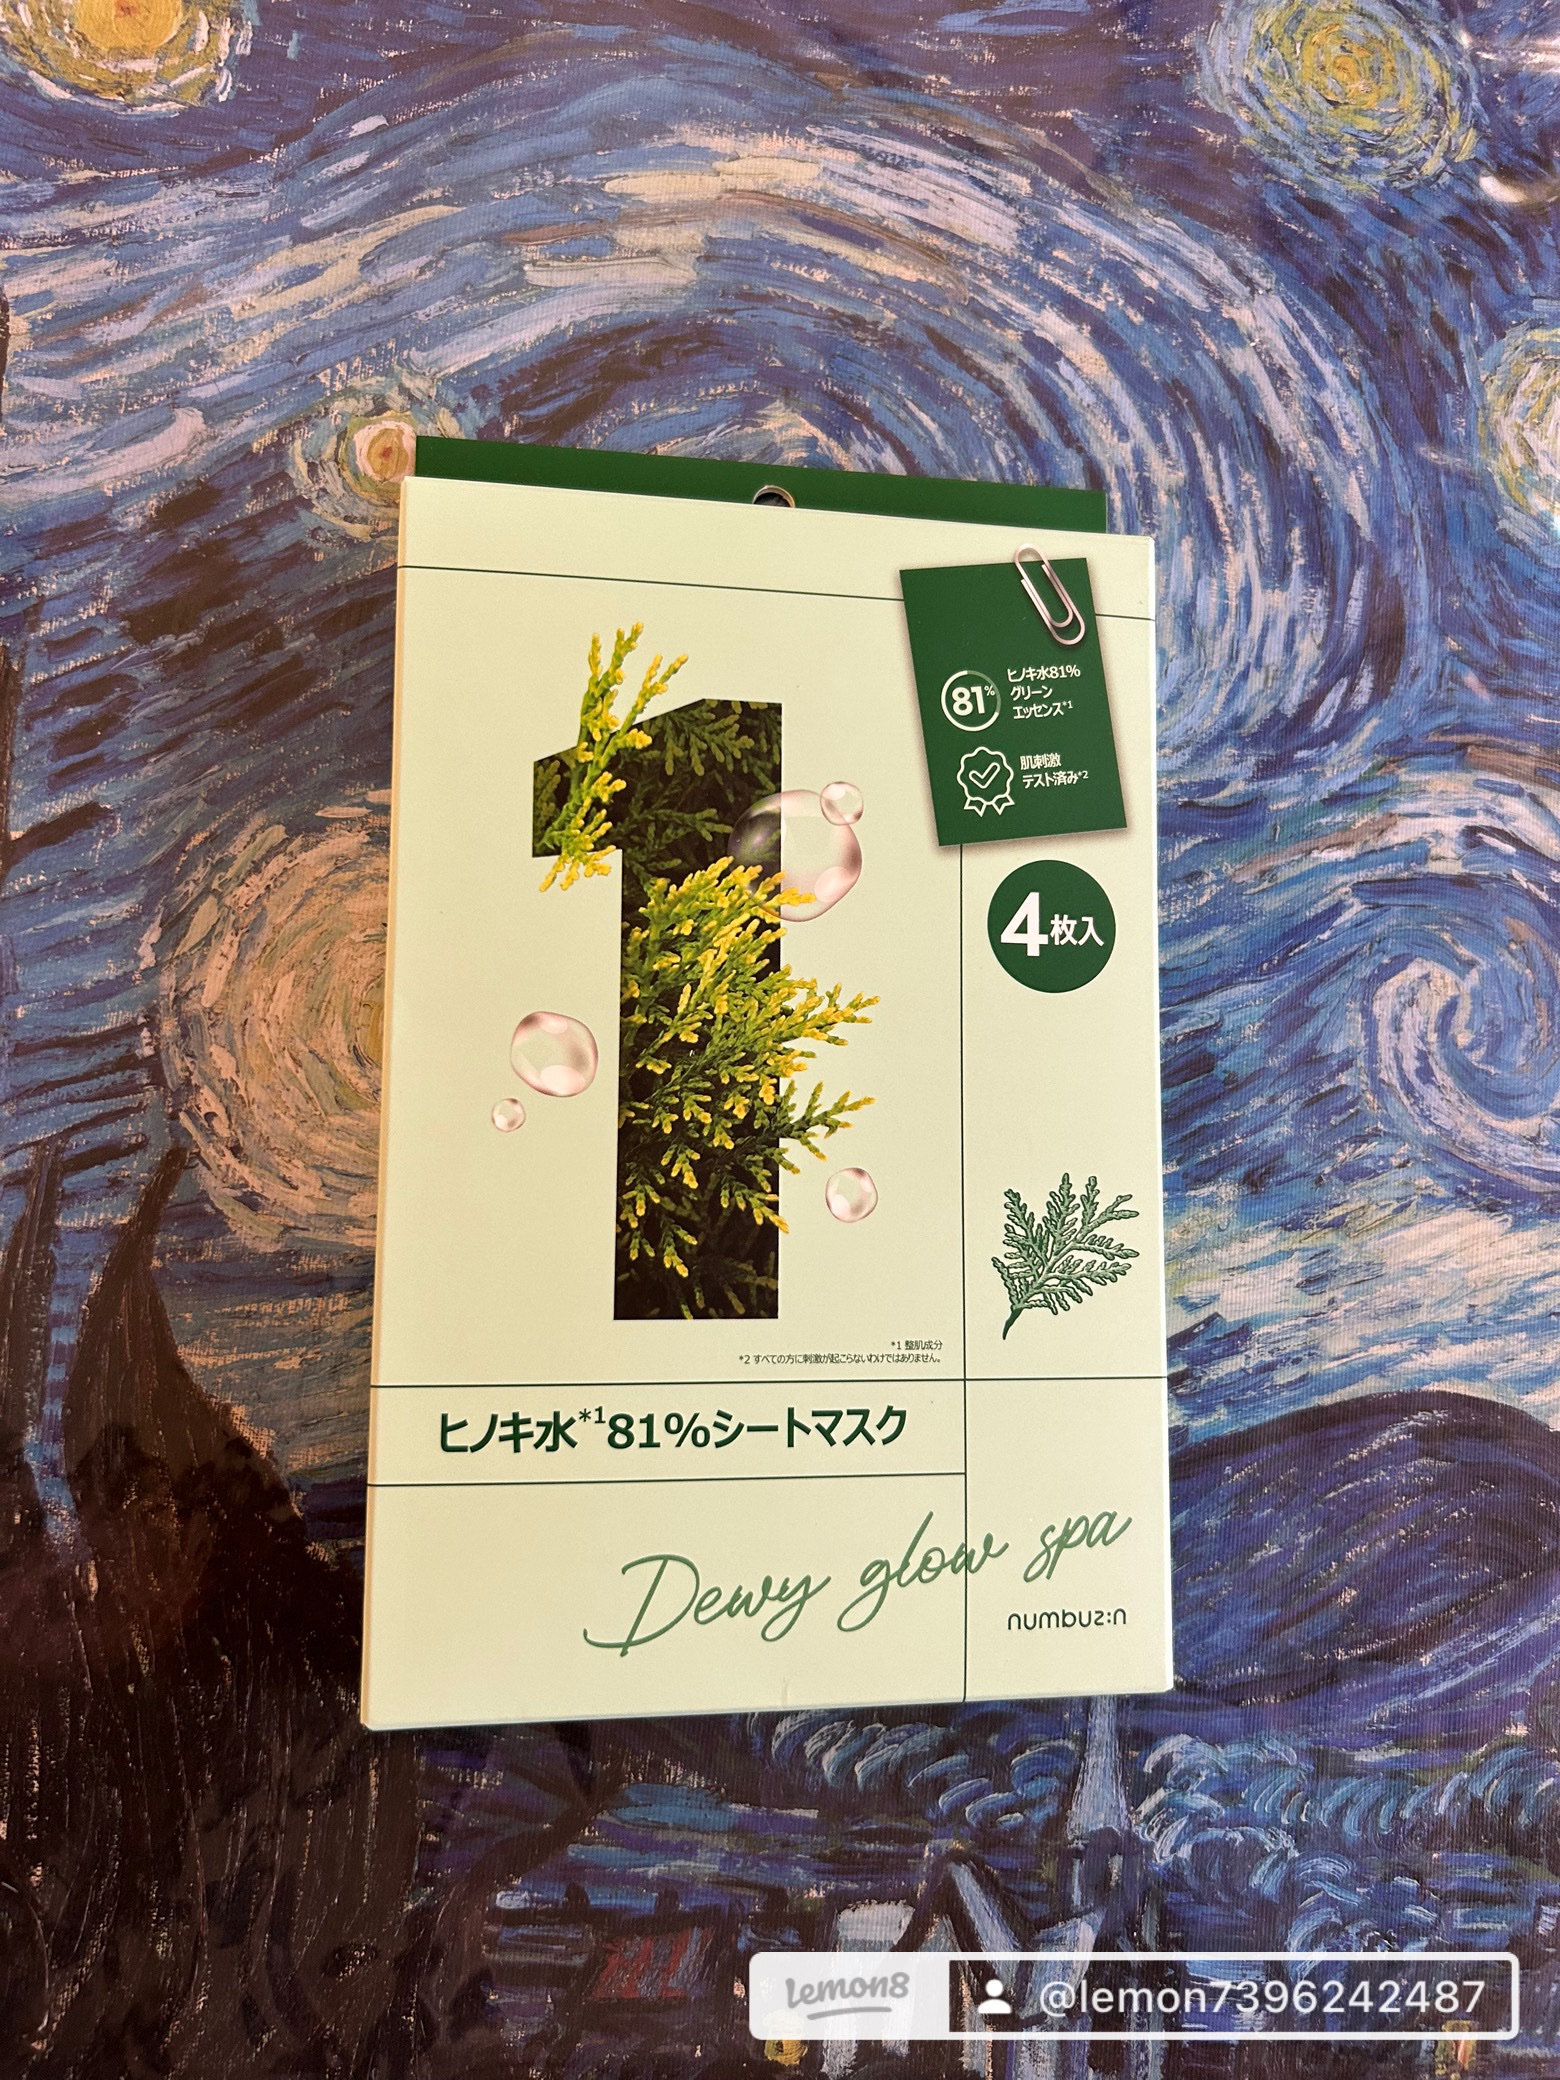 81%
ヒノキ水81%
グリーン
エッセンス*1
肌刺激
テスト済み*2
4枚入
1
*1 整肌成分
*2 すべての方に刺激が起こらないわけではありません。
ヒノキ水*181%シートマスク
Dewy glow spa
numbuz:n
lemon8
@lemon7396242487